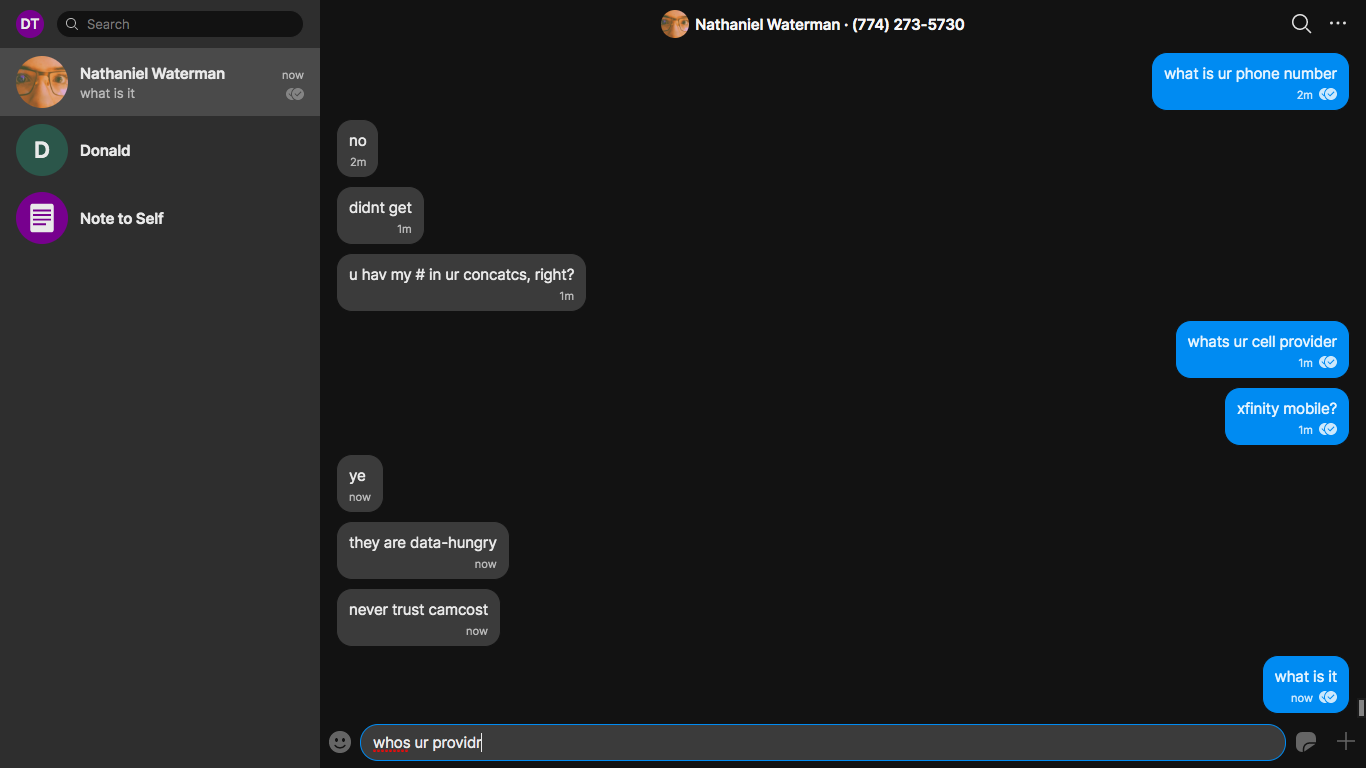 DT
Search
Nathaniel Waterman
now
what is it
D
Donald
Note to Self
Nathaniel Waterman · (774) 273-5730
what is ur phone number
2m
no
2m
didnt get
1m
u hav my # in ur concatcs, right?
1m
whats ur cell provider
1m
xfinity mobile?
1m
ye
now
they are data-hungry
now
never trust camcost
now
what is it
now
whos ur providr